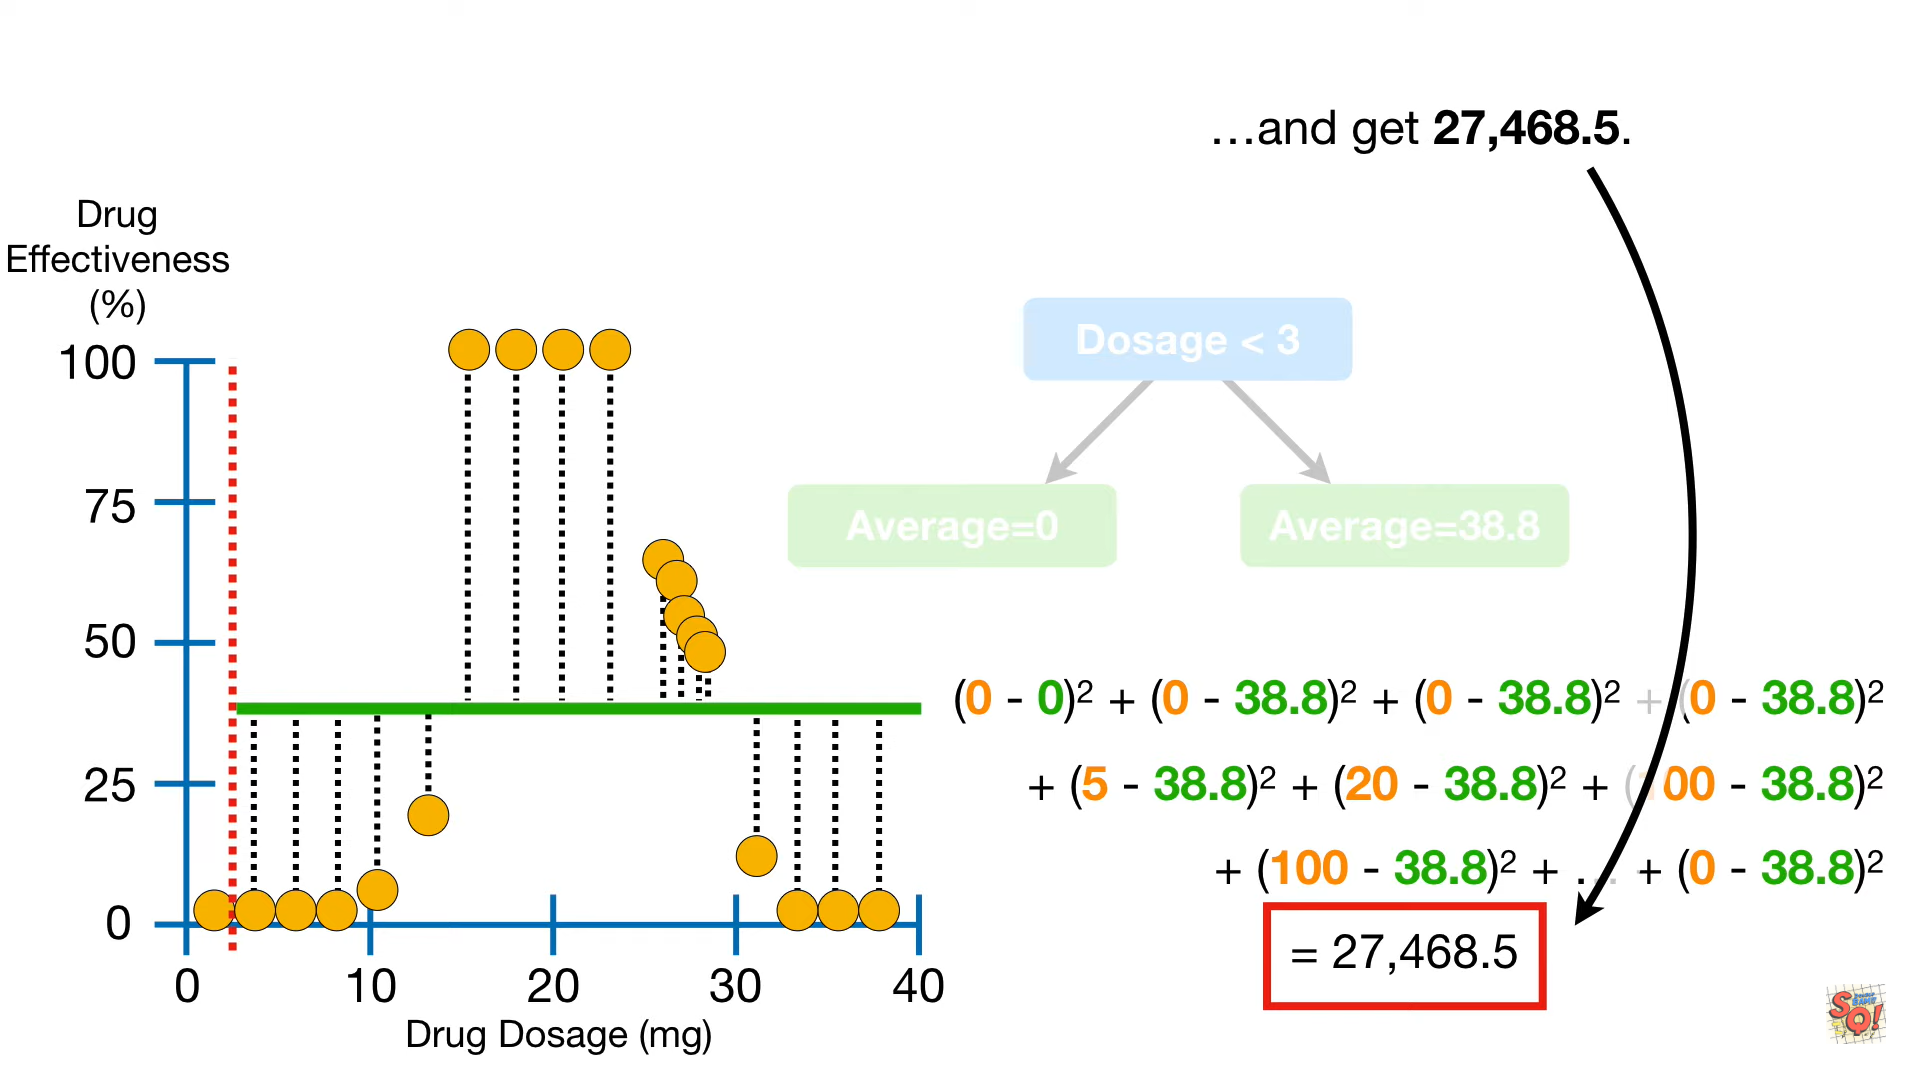 …and get 27,468.5.
Drug
Effectiveness
(%)
100
75
50
25
0
0 10 20 30 40
Drug Dosage (mg)
Dosage < 3
Average=0
Average=38.8
(0 - 0)² + (0 - 38.8)² + (0 - 38.8)² + (0 - 38.8)²
+ (5 - 38.8)² + (20 - 38.8)² + (100 - 38.8)²
+ (100 - 38.8)² + … + (0 - 38.8)²
= 27,468.5
SQ!